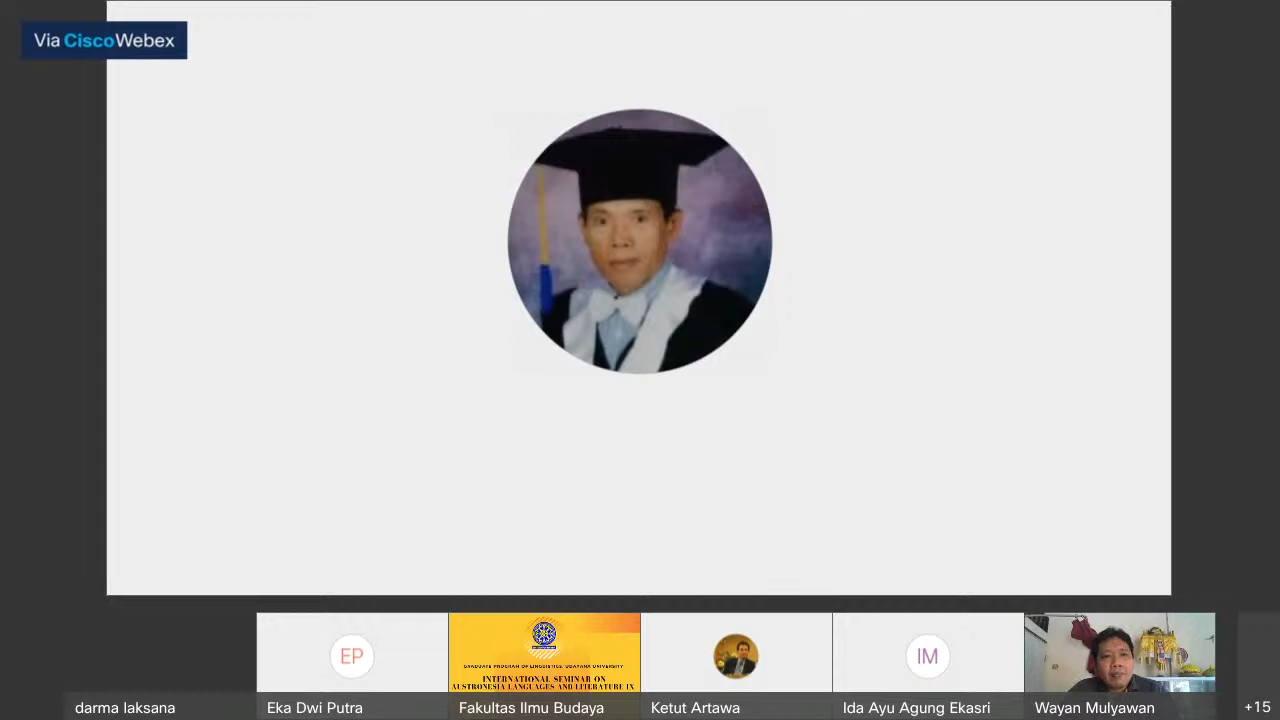 Via CiscoWebex
EP
GRADUATE PROGRAM OF LINGUISTICS, UDAYANA UNIVERSITY
INTERNATIONAL SEMINAR ON
AUSTRONESIA LANGUAGES AND LITERATURE IX
IM
darma laksana
Eka Dwi Putra
Fakultas Ilmu Budaya
Ketut Artawa
Ida Ayu Agung Ekasri
Wayan Mulyawan
+15